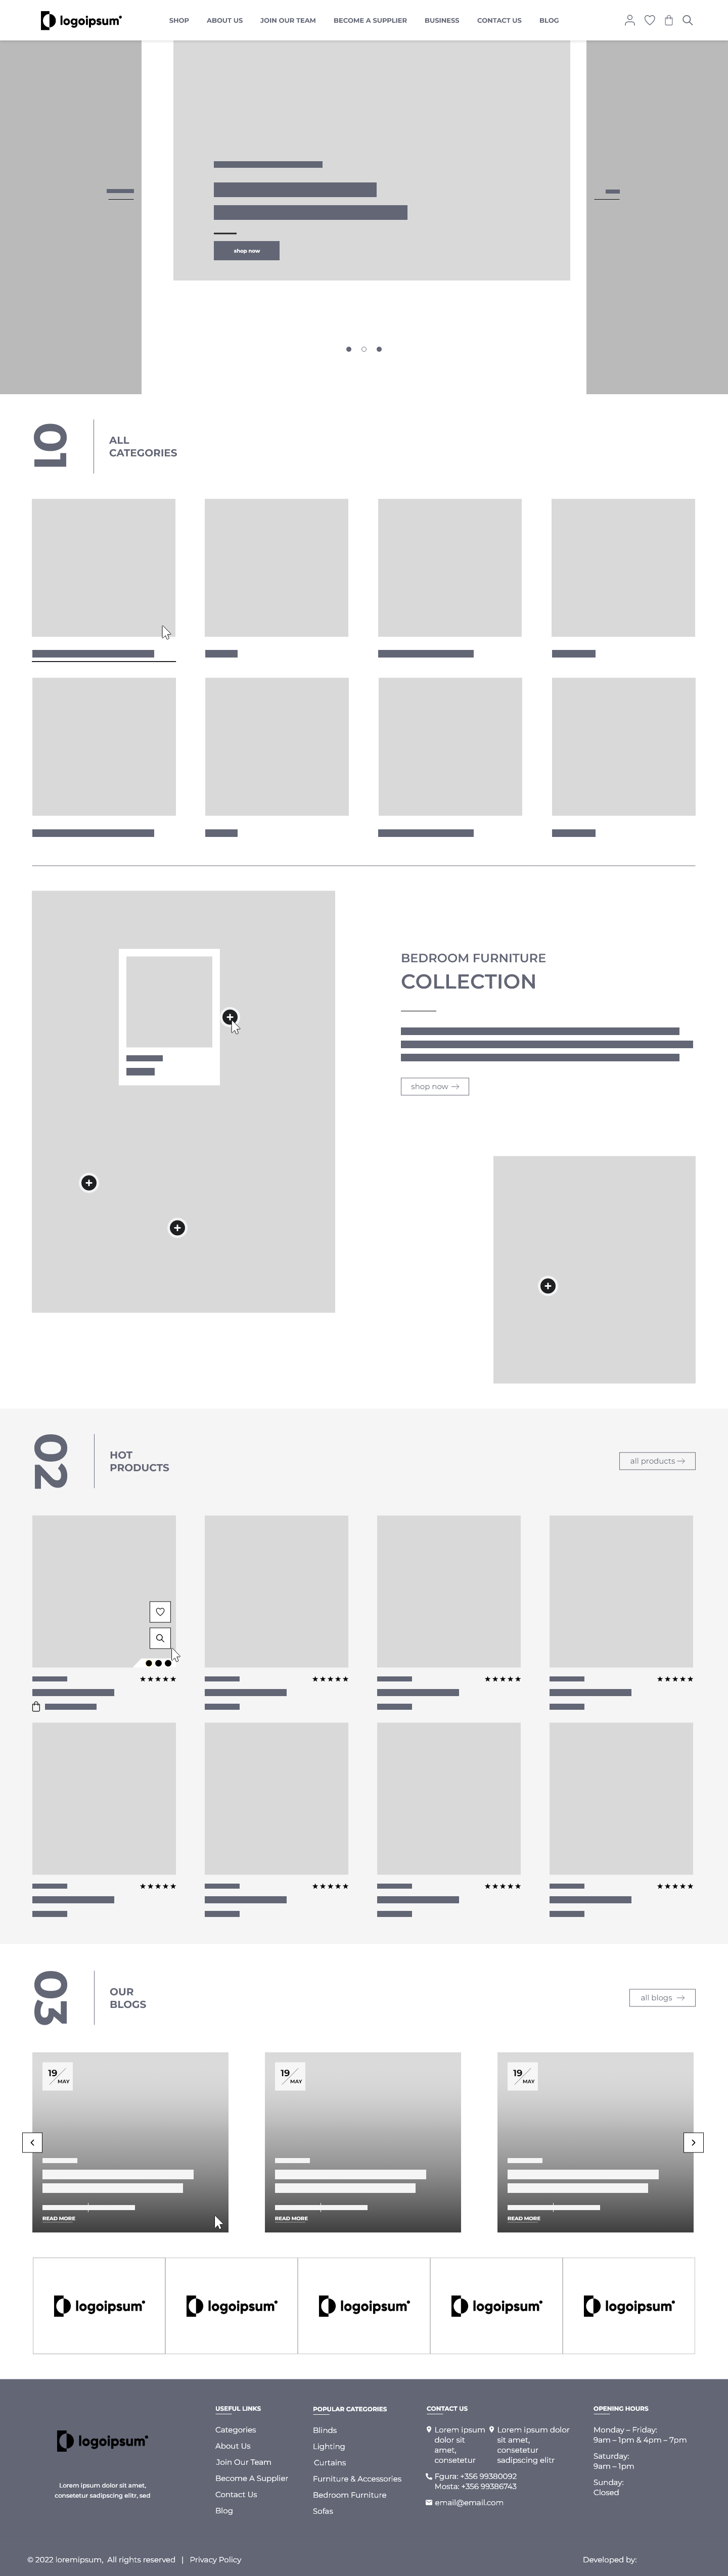 logoipsum
SHOP ABOUT US JOIN OUR TEAM BECOME A SUPPLIER BUSINESS CONTACT US BLOG
shop now
01
ALL
CATEGORIES
BEDROOM FURNITURE
COLLECTION
shop now
02
HOT
PRODUCTS
all products
03
OUR
BLOGS
all blogs
19
MAY
READ MORE
19
MAY
READ MORE
19
MAY
READ MORE
logoipsum
logoipsum
logoipsum
logoipsum
logoipsum
logoipsum
Lorem ipsum dolor sit amet,
consetetur sadipscing elitr, sed
USEFUL LINKS
Categories
About Us
Join Our Team
Become A Supplier
Contact Us
Blog
POPULAR CATEGORIES
Blinds
Lighting
Curtains
Furniture & Accessories
Bedroom Furniture
Sofas
CONTACT US
Lorem ipsum
dolor sit
amet,
consetetur
Lorem ipsum dolor
sit amet,
consetetur
sadipscing elitr
Fgura: +356 99380092
Mosta: +356 99386743
email@email.com
OPENING HOURS
Monday – Friday:
9am – 1pm & 4pm – 7pm
Saturday:
9am – 1pm
Sunday:
Closed
© 2022 loremipsum, All rights reserved | Privacy Policy
Developed by: